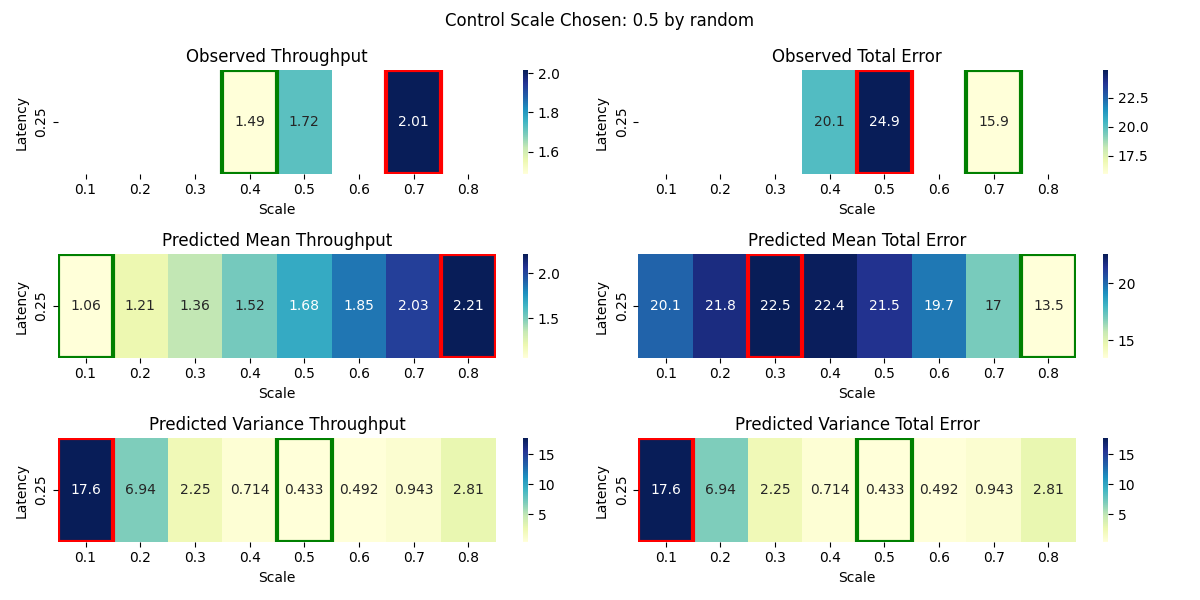 Control Scale Chosen: 0.5 by random
Observed Throughput
Latency
0.25
1.49 1.72 2.01
0.1 0.2 0.3 0.4 0.5 0.6 0.7 0.8
Scale
2.0
1.8
1.6
Observed Total Error
Latency
0.25
20.1 24.9 15.9
0.1 0.2 0.3 0.4 0.5 0.6 0.7 0.8
Scale
22.5
20.0
17.5
Predicted Mean Throughput
Latency
0.25
1.06 1.21 1.36 1.52 1.68 1.85 2.03 2.21
0.1 0.2 0.3 0.4 0.5 0.6 0.7 0.8
Scale
2.0
1.5
Predicted Mean Total Error
Latency
0.25
20.1 21.8 22.5 22.4 21.5 19.7 17 13.5
0.1 0.2 0.3 0.4 0.5 0.6 0.7 0.8
Scale
20
15
Predicted Variance Throughput
Latency
0.25
17.6 6.94 2.25 0.714 0.433 0.492 0.943 2.81
0.1 0.2 0.3 0.4 0.5 0.6 0.7 0.8
Scale
15
10
5
Predicted Variance Total Error
Latency
0.25
17.6 6.94 2.25 0.714 0.433 0.492 0.943 2.81
0.1 0.2 0.3 0.4 0.5 0.6 0.7 0.8
Scale
15
10
5